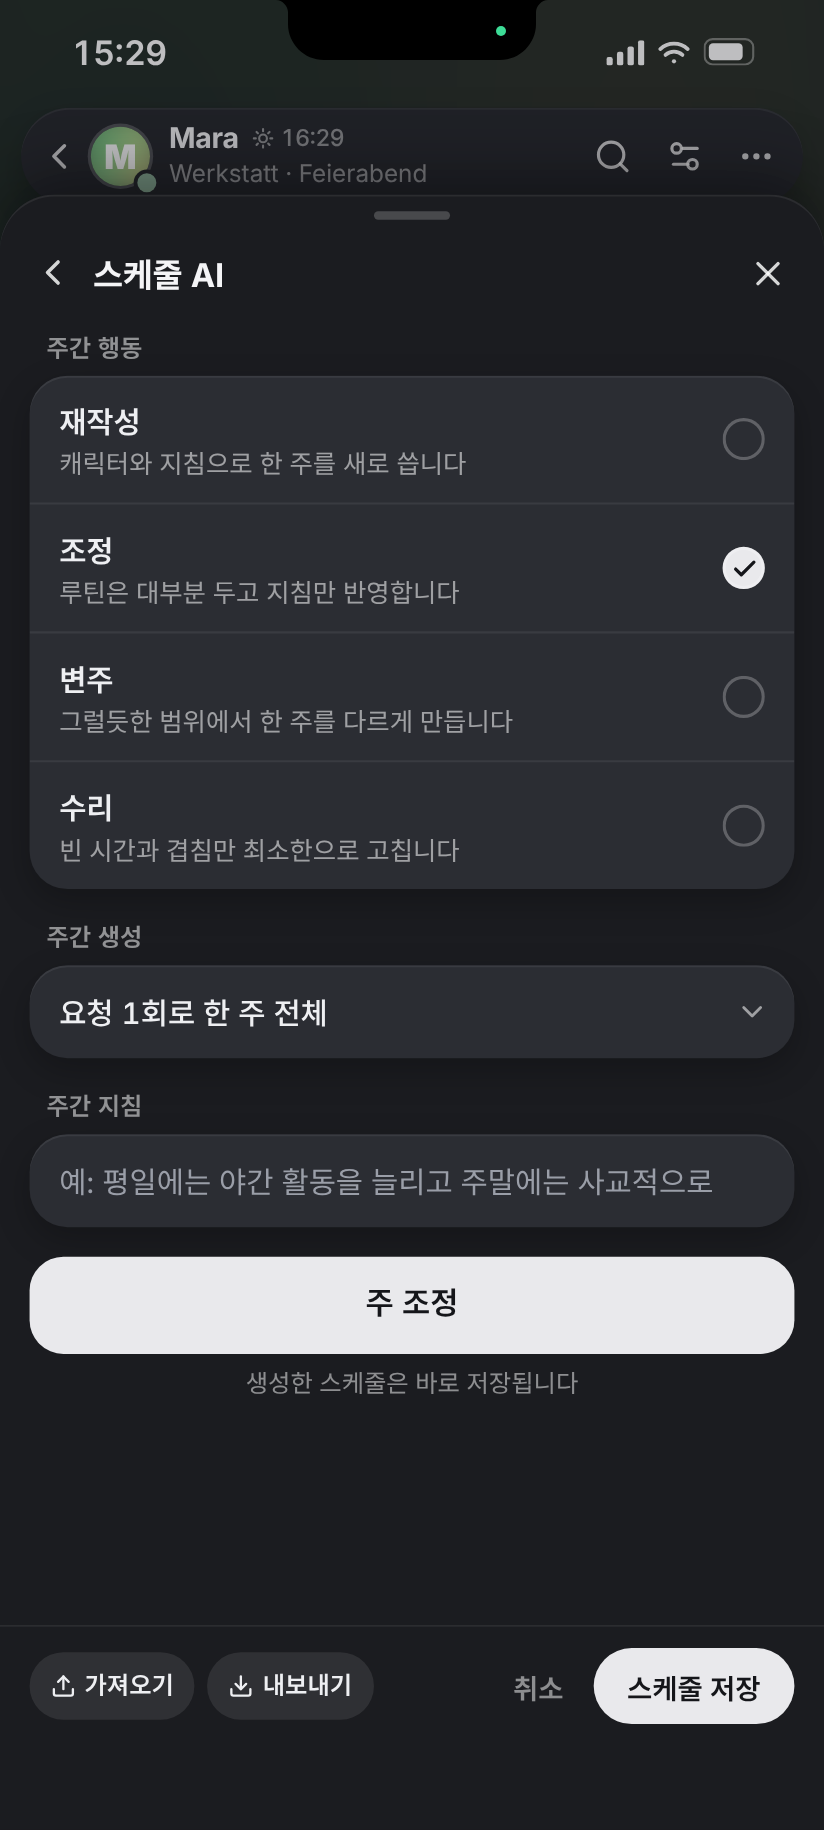 15:29
M
Mara 16:29
Werkstatt · Feierabend
스케줄 AI
주간 행동
재작성
캐릭터와 지침으로 한 주를 새로 씁니다
조정
루틴은 대부분 두고 지침만 반영합니다
변주
그럴듯한 범위에서 한 주를 다르게 만듭니다
수리
빈 시간과 겹침만 최소한으로 고칩니다
주간 생성
요청 1회로 한 주 전체
주간 지침
예: 평일에는 야간 활동을 늘리고 주말에는 사교적으로
주 조정
생성한 스케줄은 바로 저장됩니다
가져오기 내보내기 취소 스케줄 저장